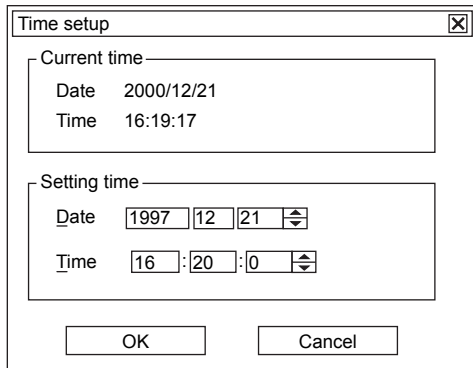 Time setup
Current time
Date 2000/12/21
Time 16:19:17
Setting time
Date 1997 12 21
Time 16 : 20 : 0
OK Cancel